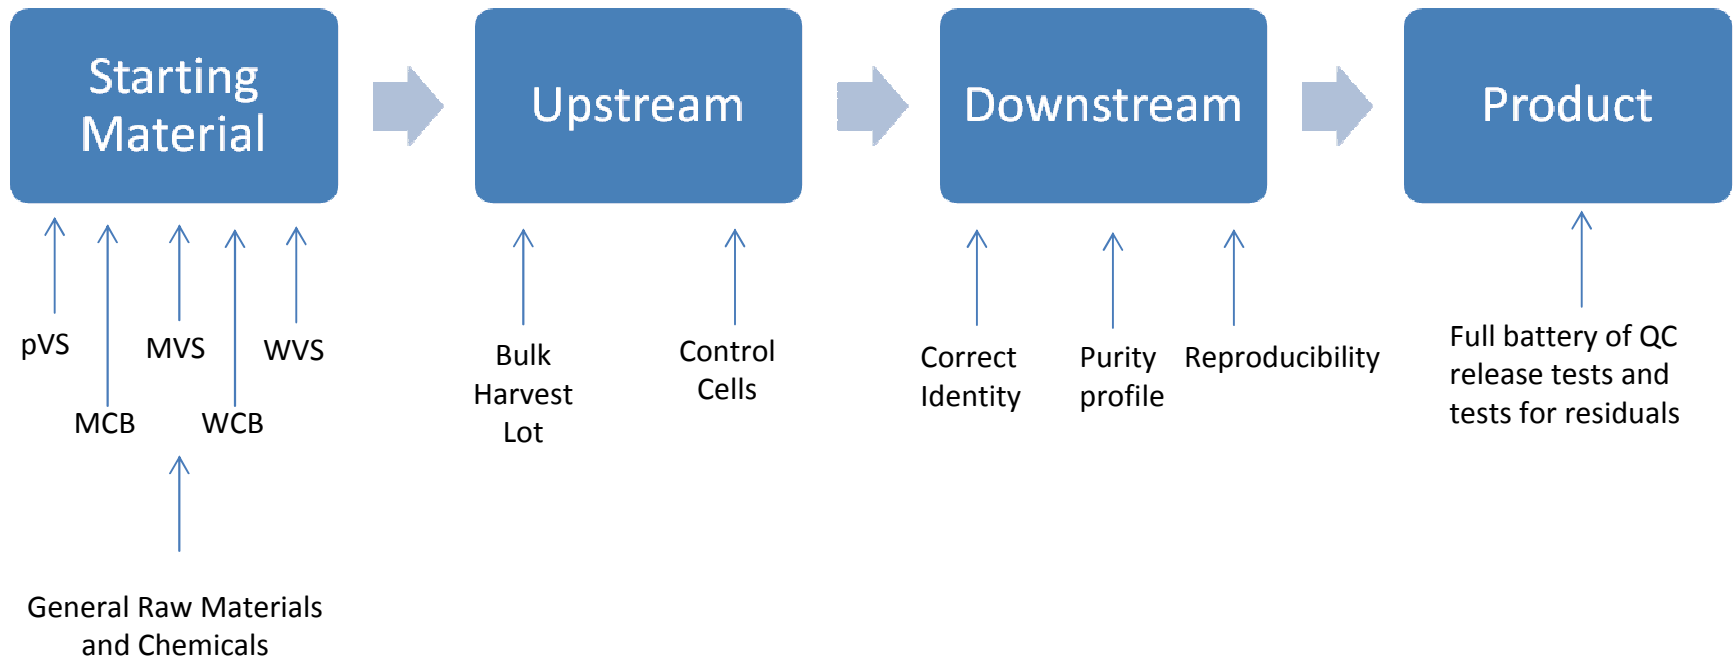 Starting
Material
Upstream
Downstream
Product
pVS
MCB
MVS
WCB
WVS
General Raw Materials
and Chemicals
Bulk
Harvest
Lot
Control
Cells
Correct
Identity
Purity
profile
Reproducibility
Full battery of QC
release tests and
tests for residuals